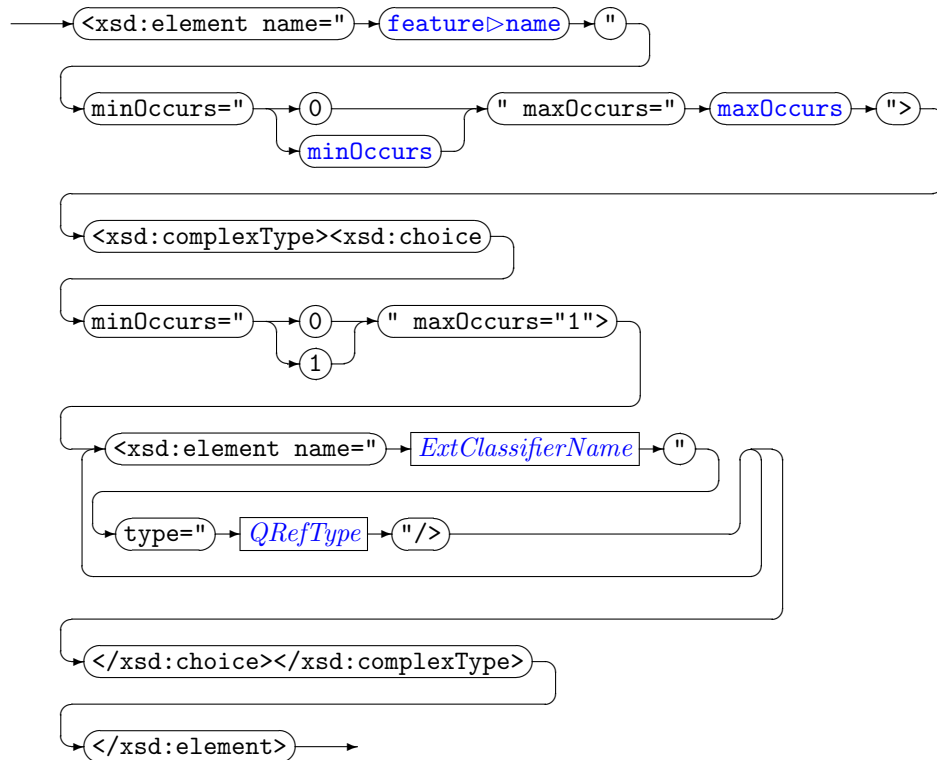 <xsd:element name=" feature▷name "
minOccurs=" 0 " maxOccurs=" maxOccurs ">
minOccurs
<xsd:complexType><xsd:choice
minOccurs=" 0 " maxOccurs="1">
1
<xsd:element name=" ExtClassifierName "
type=" QRefType "/>
</xsd:choice></xsd:complexType>
</xsd:element>